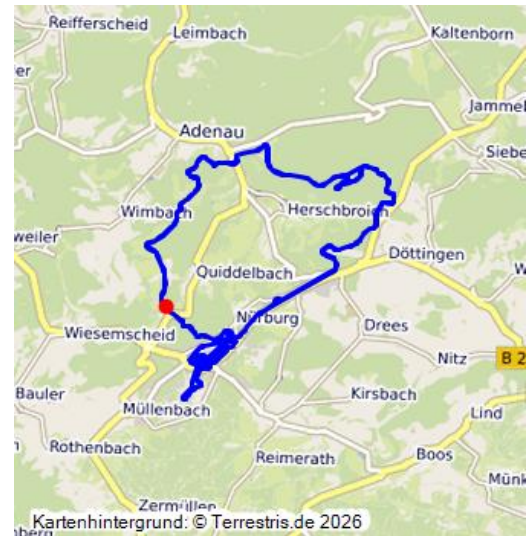 Reifferscheid
Leimbach
Kaltenborn
Jammel
Adenau
Siebe
Wimbach
Herschbroich
weiler
Döttingen
Quiddelbach
Nürburg
Wiesemscheid
Drees
Nitz
B 2
Bauler
Kirsbach
Müllenbach
Lind
Rothenbach
Boos
Reimerath
Münk
Zermüllen
Kartenhintergrund: © Terrestris.de 2026